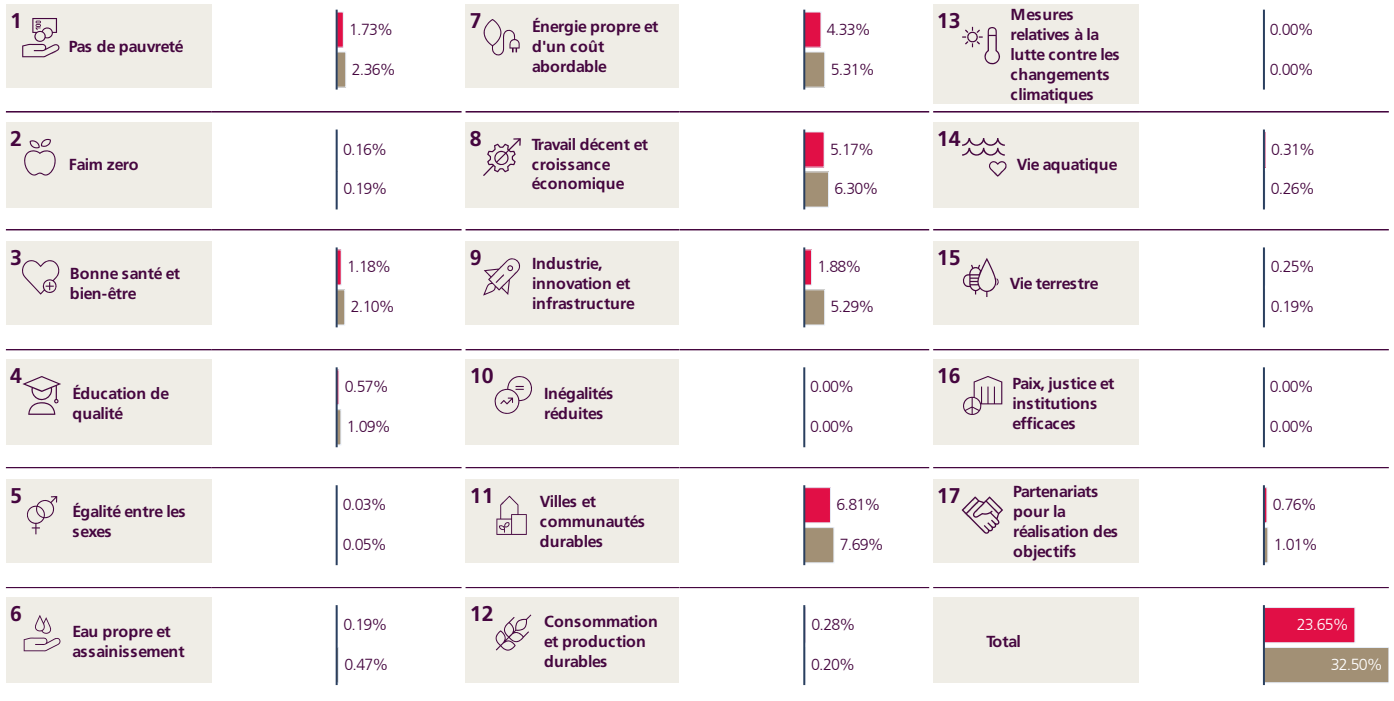 1
Pas de pauvreté
1.73%
2.36%
2
Faim zero
0.16%
0.19%
3
Bonne santé et
bien-être
1.18%
2.10%
4
Éducation de
qualité
0.57%
1.09%
5
Égalité entre les
sexes
0.03%
0.05%
6
Eau propre et
assainissement
0.19%
0.47%
7
Énergie propre et
d'un coût
abordable
4.33%
5.31%
8
Travail décent et
croissance
économique
5.17%
6.30%
9
Industrie,
innovation et
infrastructure
1.88%
5.29%
10
Inégalités
réduites
0.00%
0.00%
11
Villes et
communautés
durables
6.81%
7.69%
12
Consommation
et production
durables
0.28%
0.20%
13
Mesures
relatives à la
lutte contre les
changements
climatiques
0.00%
0.00%
14
Vie aquatique
0.31%
0.26%
15
Vie terrestre
0.25%
0.19%
16
Paix, justice et
institutions
efficaces
0.00%
0.00%
17
Partenariats
pour la
réalisation des
objectifs
0.76%
1.01%
Total
23.65%
32.50%